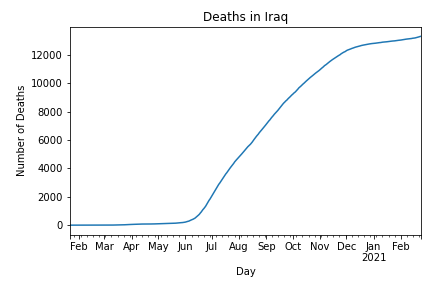 Deaths in Iraq
12000
10000
8000
6000
4000
2000
0
Number of Deaths
Feb Mar Apr May Jun Jul Aug Sep Oct Nov Dec Jan Feb
2021
Day